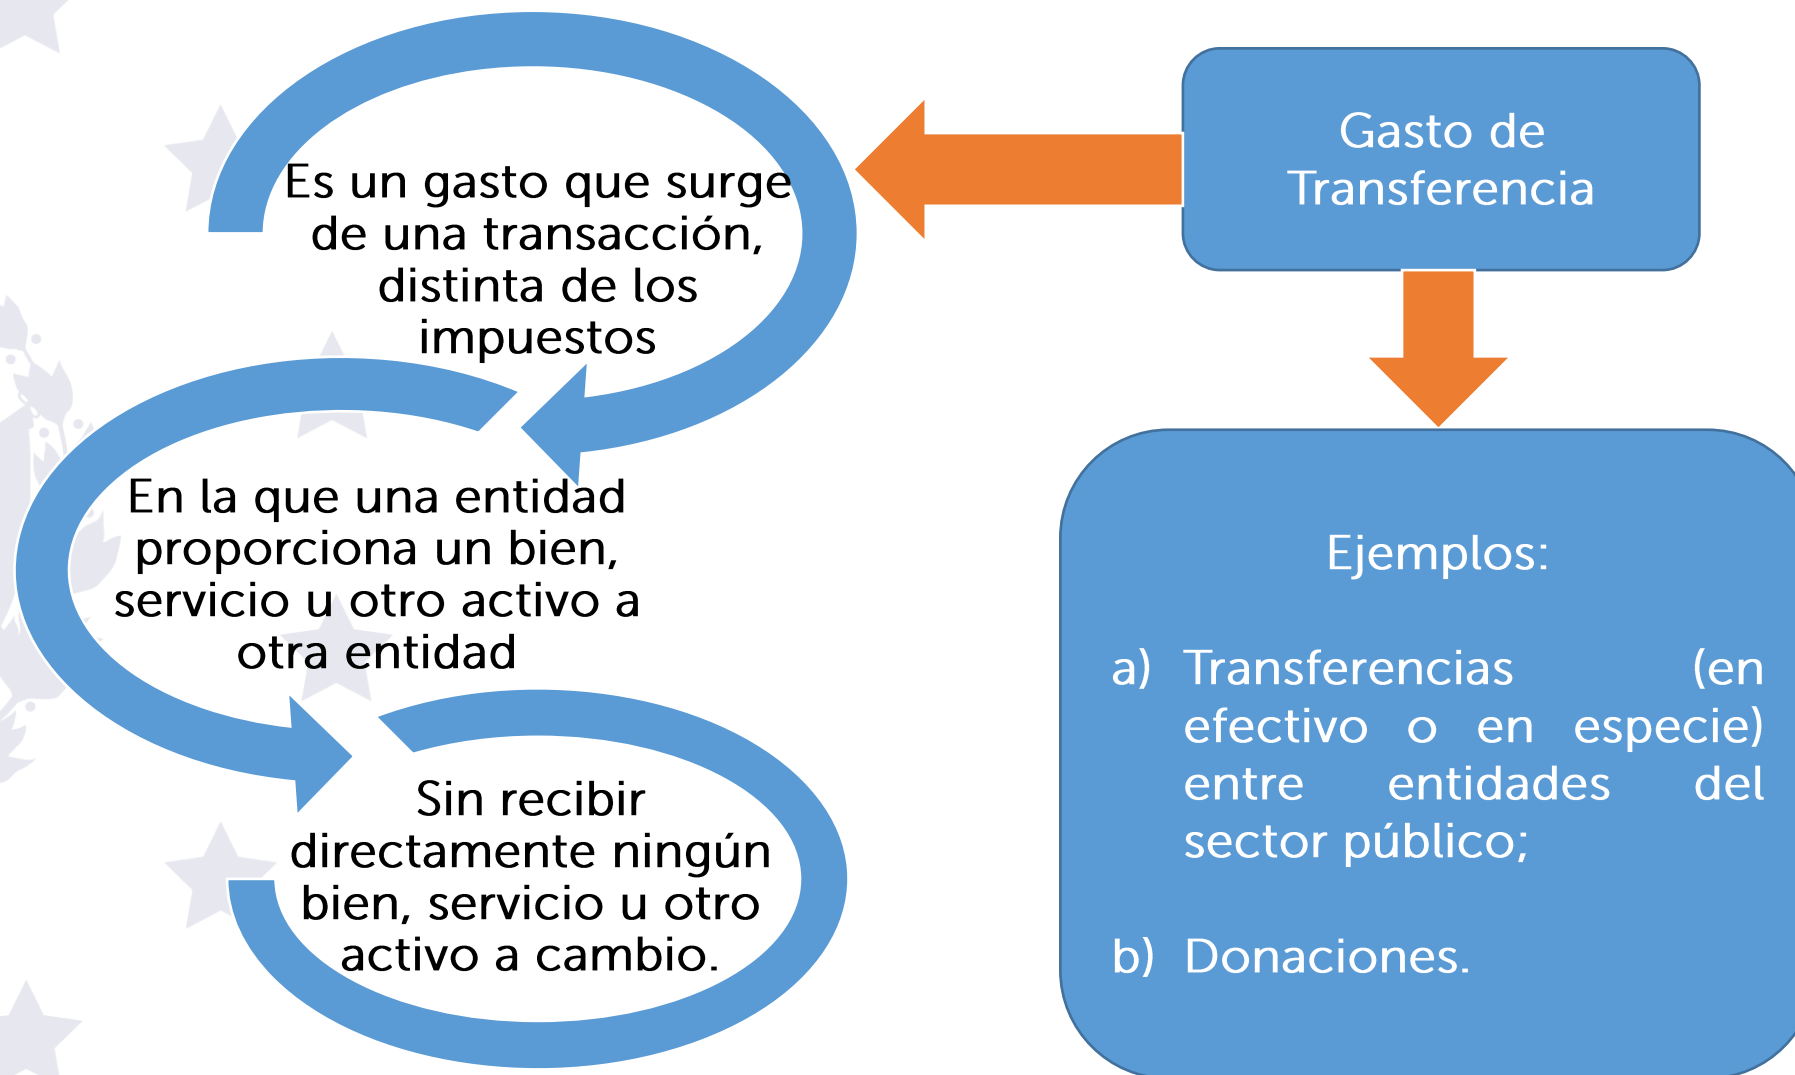 Gasto de
Transferencia
Es un gasto que surge
de una transacción,
distinta de los
impuestos
En la que una entidad
proporciona un bien,
servicio u otro activo a
otra entidad
Sin recibir
directamente ningún
bien, servicio u otro
activo a cambio.
Ejemplos:
a) Transferencias (en
efectivo o en especie)
entre entidades del
sector público;
b) Donaciones.